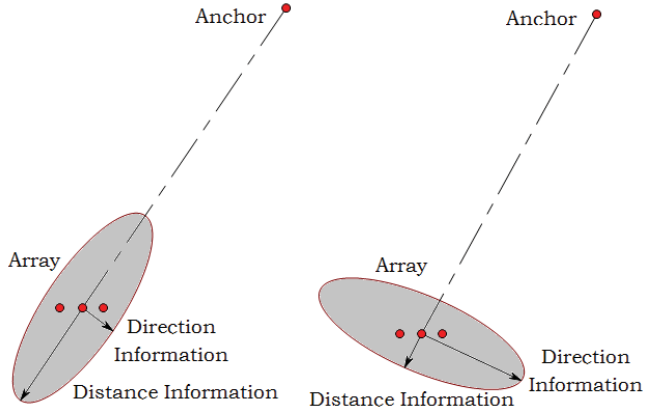 Anchor
Array
Direction
Information
Distance Information
Anchor
Array
Direction
Information
Distance Information